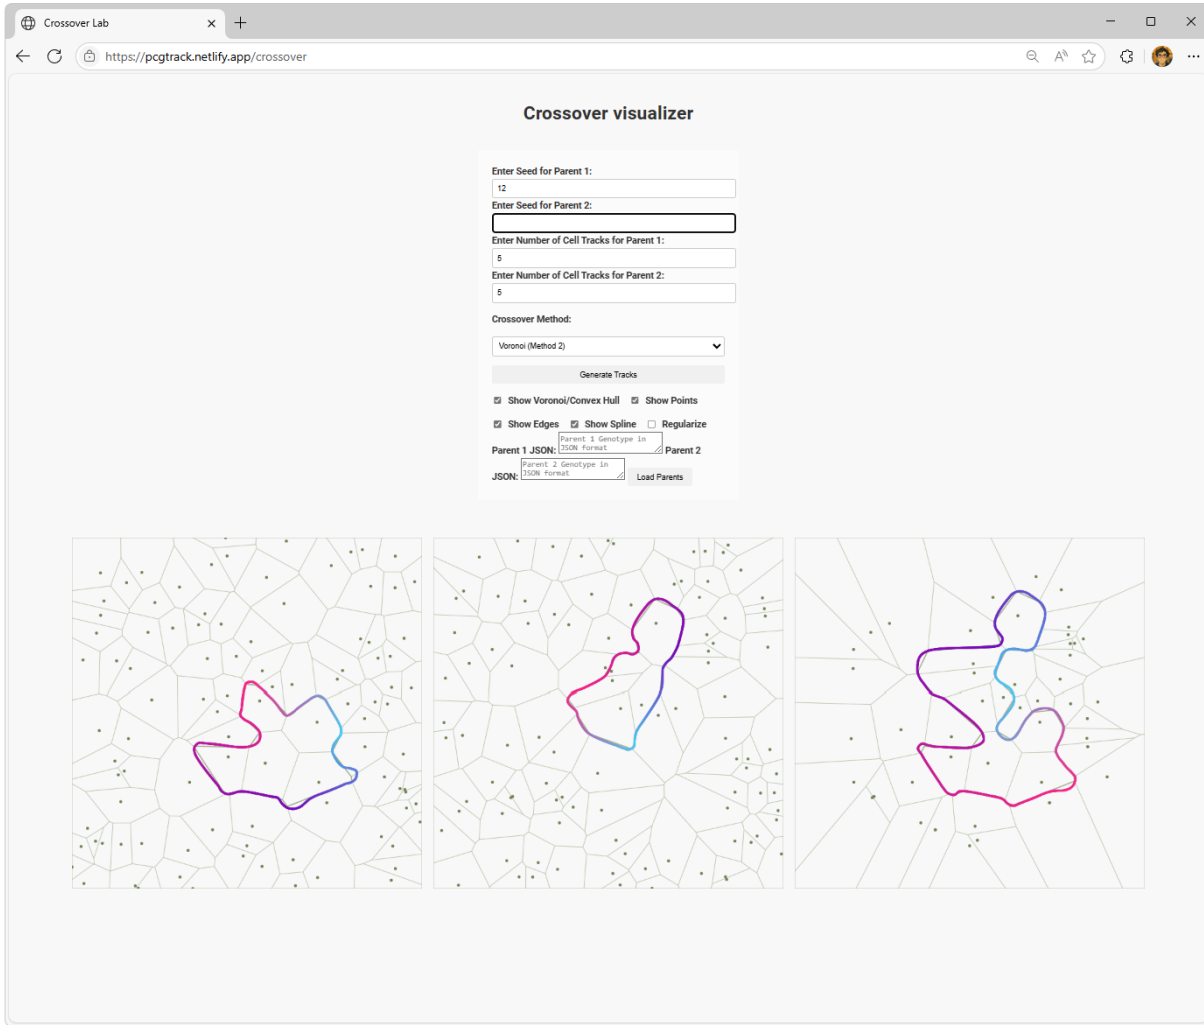 Crossover Lab
https://pcgtrack.netlify.app/crossover
Crossover visualizer
Enter Seed for Parent 1:
12
Enter Seed for Parent 2:
Enter Number of Cell Tracks for Parent 1:
5
Enter Number of Cell Tracks for Parent 2:
5
Crossover Method:
Voronoi (Method 2)
Generate Tracks
Show Voronoi/Convex Hull Show Points
Show Edges Show Spline Regularize
Parent 1 JSON: Parent 1 Genotype in
JSON format Parent 2
JSON: Parent 2 Genotype in
JSON format Load Parents